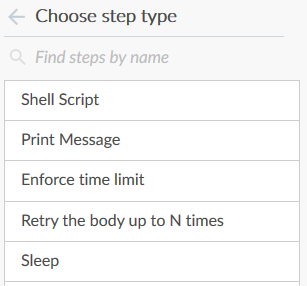 Choose step type
Find steps by name
Shell Script
Print Message
Enforce time limit
Retry the body up to N times
Sleep